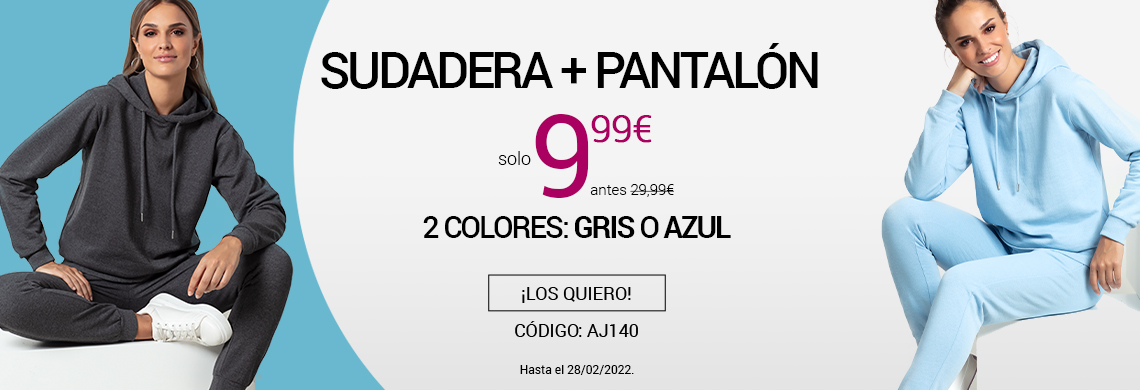 SUDADERA + PANTALÓN
solo 9 99€
antes 29,99€
2 COLORES: GRIS O AZUL
¡LOS QUIERO!
CÓDIGO: AJ140
Hasta el 28/02/2022.